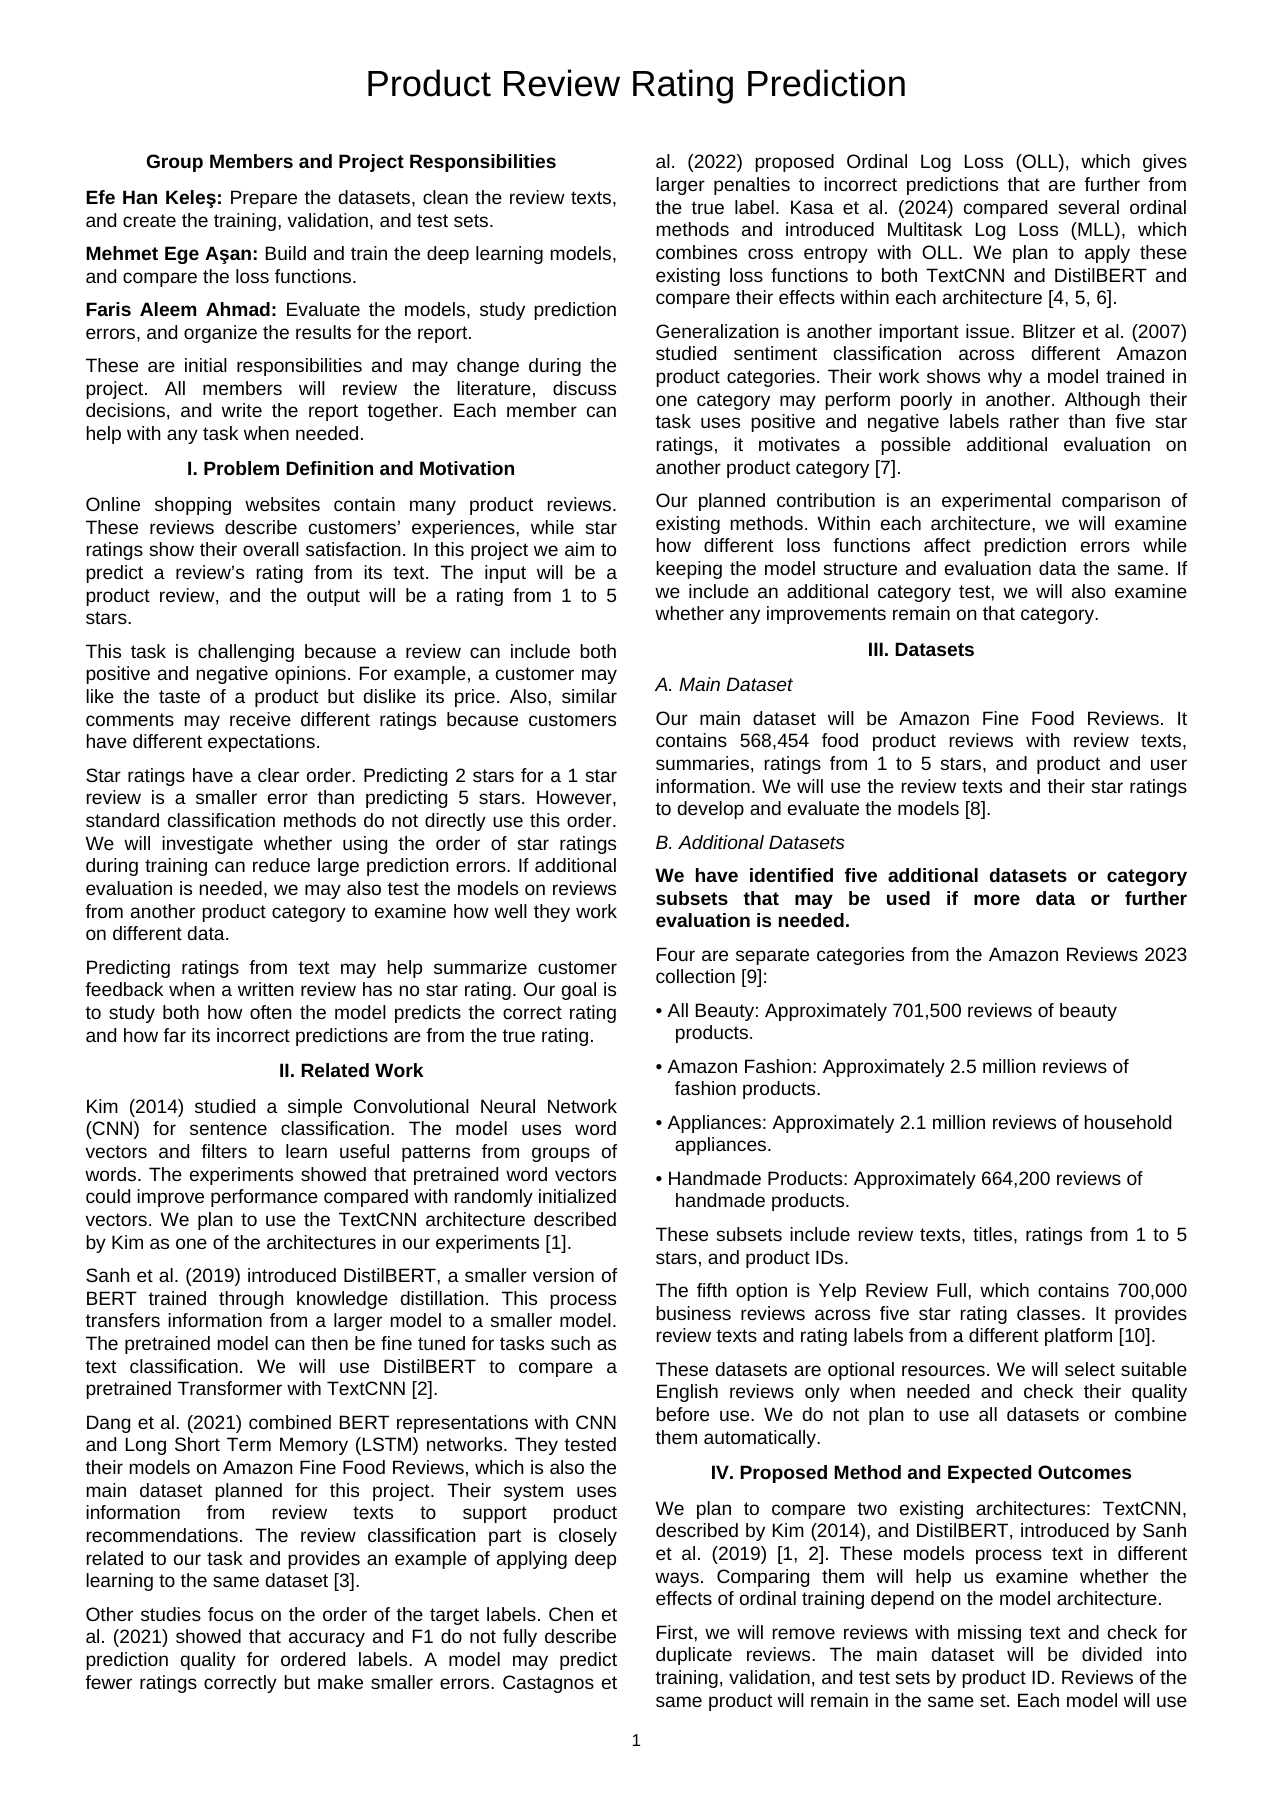 Product Review Rating Prediction
Group Members and Project Responsibilities
Efe Han Keleş: Prepare the datasets, clean the review texts,
and create the training, validation, and test sets.
Mehmet Ege Aşan: Build and train the deep learning models,
and compare the loss functions.
Faris Aleem Ahmad: Evaluate the models, study prediction
errors, and organize the results for the report.
These are initial responsibilities and may change during the
project. All members will review the literature, discuss
decisions, and write the report together. Each member can
help with any task when needed.
I. Problem Definition and Motivation
Online shopping websites contain many product reviews.
These reviews describe customers’ experiences, while star
ratings show their overall satisfaction. In this project we aim to
predict a review’s rating from its text. The input will be a
product review, and the output will be a rating from 1 to 5
stars.
This task is challenging because a review can include both
positive and negative opinions. For example, a customer may
like the taste of a product but dislike its price. Also, similar
comments may receive different ratings because customers
have different expectations.
Star ratings have a clear order. Predicting 2 stars for a 1 star
review is a smaller error than predicting 5 stars. However,
standard classification methods do not directly use this order.
We will investigate whether using the order of star ratings
during training can reduce large prediction errors. If additional
evaluation is needed, we may also test the models on reviews
from another product category to examine how well they work
on different data.
Predicting ratings from text may help summarize customer
feedback when a written review has no star rating. Our goal is
to study both how often the model predicts the correct rating
and how far its incorrect predictions are from the true rating.
II. Related Work
Kim (2014) studied a simple Convolutional Neural Network
(CNN) for sentence classification. The model uses word
vectors and filters to learn useful patterns from groups of
words. The experiments showed that pretrained word vectors
could improve performance compared with randomly initialized
vectors. We plan to use the TextCNN architecture described
by Kim as one of the architectures in our experiments [1].
Sanh et al. (2019) introduced DistilBERT, a smaller version of
BERT trained through knowledge distillation. This process
transfers information from a larger model to a smaller model.
The pretrained model can then be fine tuned for tasks such as
text classification. We will use DistilBERT to compare a
pretrained Transformer with TextCNN [2].
Dang et al. (2021) combined BERT representations with CNN
and Long Short Term Memory (LSTM) networks. They tested
their models on Amazon Fine Food Reviews, which is also the
main dataset planned for this project. Their system uses
information from review texts to support product
recommendations. The review classification part is closely
related to our task and provides an example of applying deep
learning to the same dataset [3].
Other studies focus on the order of the target labels. Chen et
al. (2021) showed that accuracy and F1 do not fully describe
prediction quality for ordered labels. A model may predict
fewer ratings correctly but make smaller errors. Castagnos et
al. (2022) proposed Ordinal Log Loss (OLL), which gives
larger penalties to incorrect predictions that are further from
the true label. Kasa et al. (2024) compared several ordinal
methods and introduced Multitask Log Loss (MLL), which
combines cross entropy with OLL. We plan to apply these
existing loss functions to both TextCNN and DistilBERT and
compare their effects within each architecture [4, 5, 6].
Generalization is another important issue. Blitzer et al. (2007)
studied sentiment classification across different Amazon
product categories. Their work shows why a model trained in
one category may perform poorly in another. Although their
task uses positive and negative labels rather than five star
ratings, it motivates a possible additional evaluation on
another product category [7].
Our planned contribution is an experimental comparison of
existing methods. Within each architecture, we will examine
how different loss functions affect prediction errors while
keeping the model structure and evaluation data the same. If
we include an additional category test, we will also examine
whether any improvements remain on that category.
III. Datasets
A. Main Dataset
Our main dataset will be Amazon Fine Food Reviews. It
contains 568,454 food product reviews with review texts,
summaries, ratings from 1 to 5 stars, and product and user
information. We will use the review texts and their star ratings
to develop and evaluate the models [8].
B. Additional Datasets
We have identified five additional datasets or category
subsets that may be used if more data or further
evaluation is needed.
Four are separate categories from the Amazon Reviews 2023
collection [9]:
• All Beauty: Approximately 701,500 reviews of beauty
products.
• Amazon Fashion: Approximately 2.5 million reviews of
fashion products.
• Appliances: Approximately 2.1 million reviews of household
appliances.
• Handmade Products: Approximately 664,200 reviews of
handmade products.
These subsets include review texts, titles, ratings from 1 to 5
stars, and product IDs.
The fifth option is Yelp Review Full, which contains 700,000
business reviews across five star rating classes. It provides
review texts and rating labels from a different platform [10].
These datasets are optional resources. We will select suitable
English reviews only when needed and check their quality
before use. We do not plan to use all datasets or combine
them automatically.
IV. Proposed Method and Expected Outcomes
We plan to compare two existing architectures: TextCNN,
described by Kim (2014), and DistilBERT, introduced by Sanh
et al. (2019) [1, 2]. These models process text in different
ways. Comparing them will help us examine whether the
effects of ordinal training depend on the model architecture.
First, we will remove reviews with missing text and check for
duplicate reviews. The main dataset will be divided into
training, validation, and test sets by product ID. Reviews of the
same product will remain in the same set. Each model will use
1